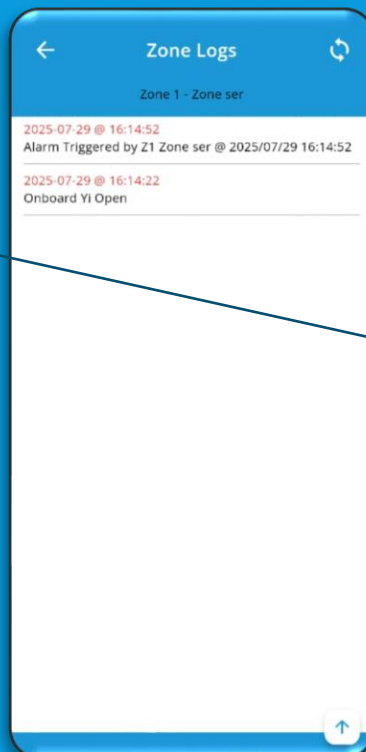 Zone Logs
Zone 1 - Zone ser
2025-07-29 @ 16:14:52
Alarm Triggered by Z1 Zone ser @ 2025/07/29 16:14:52
2025-07-29 @ 16:14:22
Onboard Yi Open